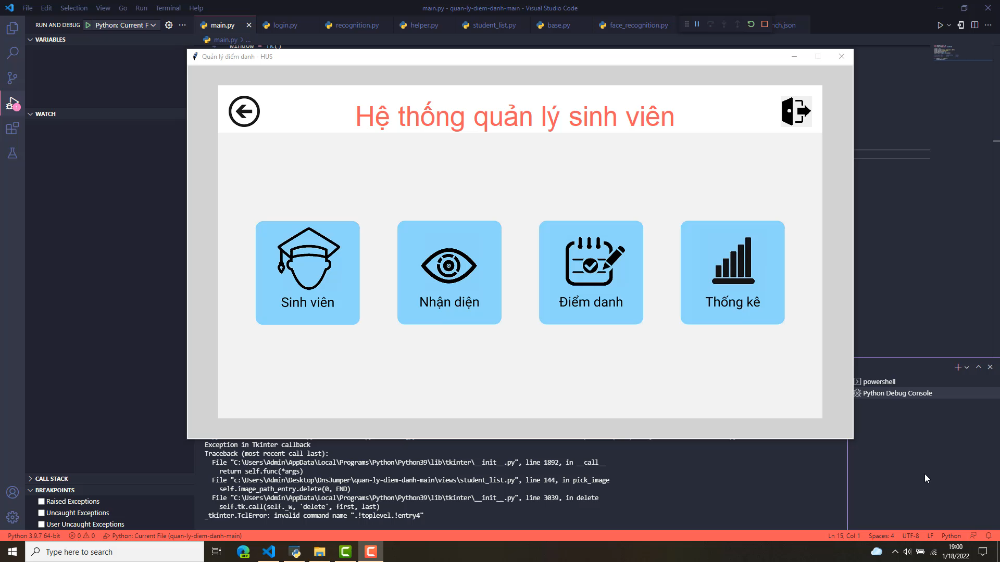 File Edit Selection View Go Run Terminal Help
main.py - quan-ly-diem-danh-main - Visual Studio Code
RUN AND DEBUG Python: Current F
main.py login.py recognition.py helper.py student_list.py base.py face_recognition.py nch.json
VARIABLES
main.py > ...
4 window = Tk()
Quản lý điểm danh - HUS
Hệ thống quản lý sinh viên
1
WATCH
Sinh viên
Nhận diện
Điểm danh
Thống kê
powershell
Python Debug Console
Exception in Tkinter callback
Traceback (most recent call last):
File "C:\Users\Admin\AppData\Local\Programs\Python\Python39\lib\tkinter\__init__.py", line 1892, in __call__
return self.func(*args)
File "c:\Users\Admin\Desktop\DnsJumper\quan-ly-diem-danh-main\views\student_list.py", line 144, in pick_image
self.image_path_entry.delete(0, END)
File "C:\Users\Admin\AppData\Local\Programs\Python\Python39\lib\tkinter\__init__.py", line 3039, in delete
self.tk.call(self._w, 'delete', first, last)
_tkinter.TclError: invalid command name ".!toplevel.!entry4"
CALL STACK
BREAKPOINTS
Raised Exceptions
Uncaught Exceptions
User Uncaught Exceptions
Python 3.9.7 64-bit 0 0 Python: Current File (quan-ly-diem-danh-main)
Ln 15, Col 1 Spaces: 4 UTF-8 LF Python
Type here to search
DEV
19:00
1/18/2022